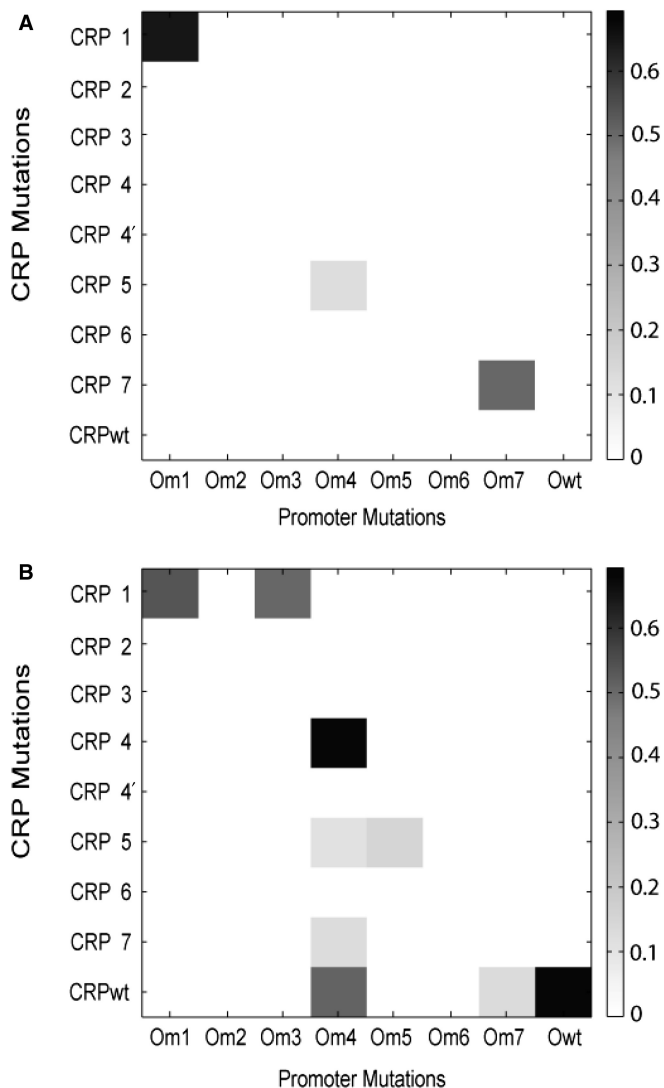 A
CRP Mutations
CRP 1
CRP 2
CRP 3
CRP 4
CRP 4′
CRP 5
CRP 6
CRP 7
CRPwt
Om1 Om2 Om3 Om4 Om5 Om6 Om7 Owt
Promoter Mutations
0.6
0.5
0.4
0.3
0.2
0.1
0
B
CRP Mutations
CRP 1
CRP 2
CRP 3
CRP 4
CRP 4′
CRP 5
CRP 6
CRP 7
CRPwt
Om1 Om2 Om3 Om4 Om5 Om6 Om7 Owt
Promoter Mutations
0.6
0.5
0.4
0.3
0.2
0.1
0